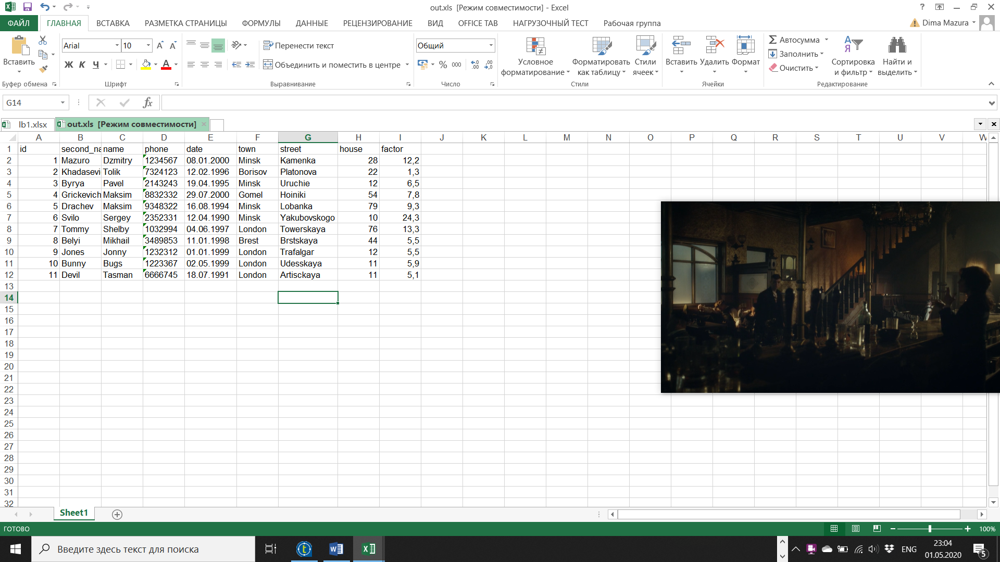 out.xls [Режим совместимости] - Excel
ФАЙЛ ГЛАВНАЯ ВСТАВКА РАЗМЕТКА СТРАНИЦЫ ФОРМУЛЫ ДАННЫЕ РЕЦЕНЗИРОВАНИЕ ВИД OFFICE TAB НАГРУЗОЧНЫЙ ТЕСТ Рабочая группа Dima Mazura
Вставить
Буфер обмена
Arial 10
Ж К Ч
Шрифт
Перенести текст
Объединить и поместить в центре
Выравнивание
Общий
% 000
Число
Условное форматирование
Форматировать как таблицу
Стили ячеек
Стили
Вставить Удалить Формат
Ячейки
Автосумма
Заполнить
Очистить
Сортировка и фильтр
Найти и выделить
Редактирование
G14 fx
lb1.xlsx out.xls [Режим совместимости]
A B C D E F G H I J K L M N O P Q R S T U V W
1 id second_na name phone date town street house factor
2 1 Mazuro Dzmitry 1234567 08.01.2000 Minsk Kamenka 28 12,2
3 2 Khadasevi Tolik 7324123 12.02.1996 Borisov Platonova 22 1,3
4 3 Byrya Pavel 2143243 19.04.1995 Minsk Uruchie 12 6,5
5 4 Grickevich Maksim 8832332 29.07.2000 Gomel Hoiniki 54 7,8
6 5 Drachev Maksim 9348322 16.08.1994 Minsk Lobanka 79 9,3
7 6 Svilo Sergey 2352331 12.04.1990 Minsk Yakubovskogo 10 24,3
8 7 Tommy Shelby 1032994 04.06.1997 London Towerskaya 76 13,3
9 8 Belyi Mikhail 3489853 11.01.1998 Brest Brstskaya 44 5,5
10 9 Jones Jonny 1232312 01.01.1999 London Trafalgar 12 5,5
11 10 Bunny Bugs 1223367 02.05.1999 London Udesskaya 11 5,9
12 11 Devil Tasman 6666745 18.07.1991 London Artisckaya 11 5,1
13
14
15
16
17
18
19
20
21
22
23
24
25
26
27
28
29
30
31
32
Sheet1
ГОТОВО 100%
Введите здесь текст для поиска
ENG
23:04
01.05.2020
5